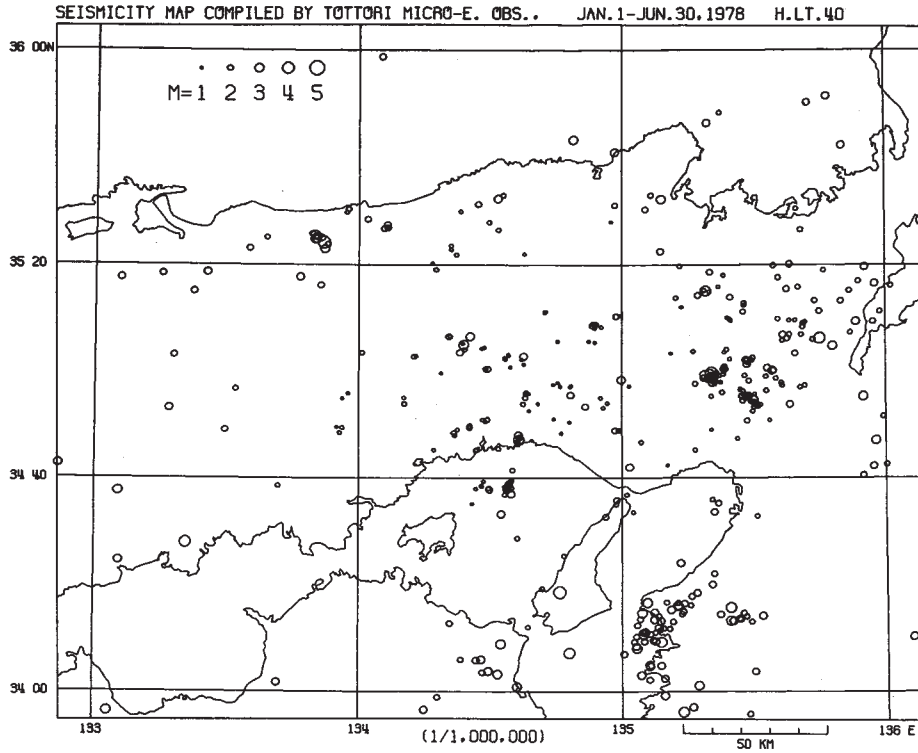 SEISMICITY MAP COMPILED BY TOTTORI MICRO-E. OBS.. JAN.1-JUN.30,1978 H.LT.40
36 00N
M=1 2 3 4 5
35 20
34 40
34 00
133 134 135 136 E
(1/1,000,000)
50 KM